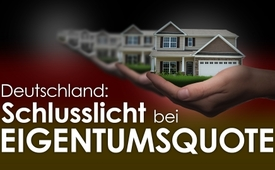 Deutschland:
Schlusslicht bei
EIGENTUMSQUOTE